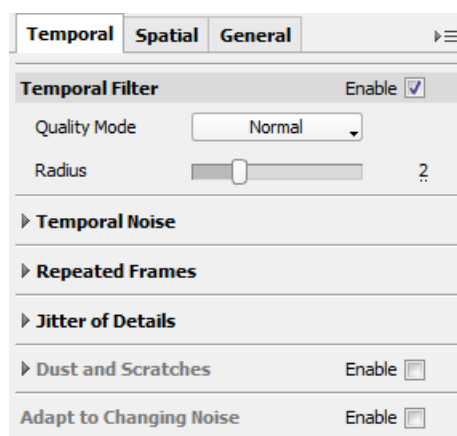 Temporal Spatial General
Temporal Filter Enable
Quality Mode Normal
Radius 2
Temporal Noise
Repeated Frames
Jitter of Details
Dust and Scratches Enable
Adapt to Changing Noise Enable